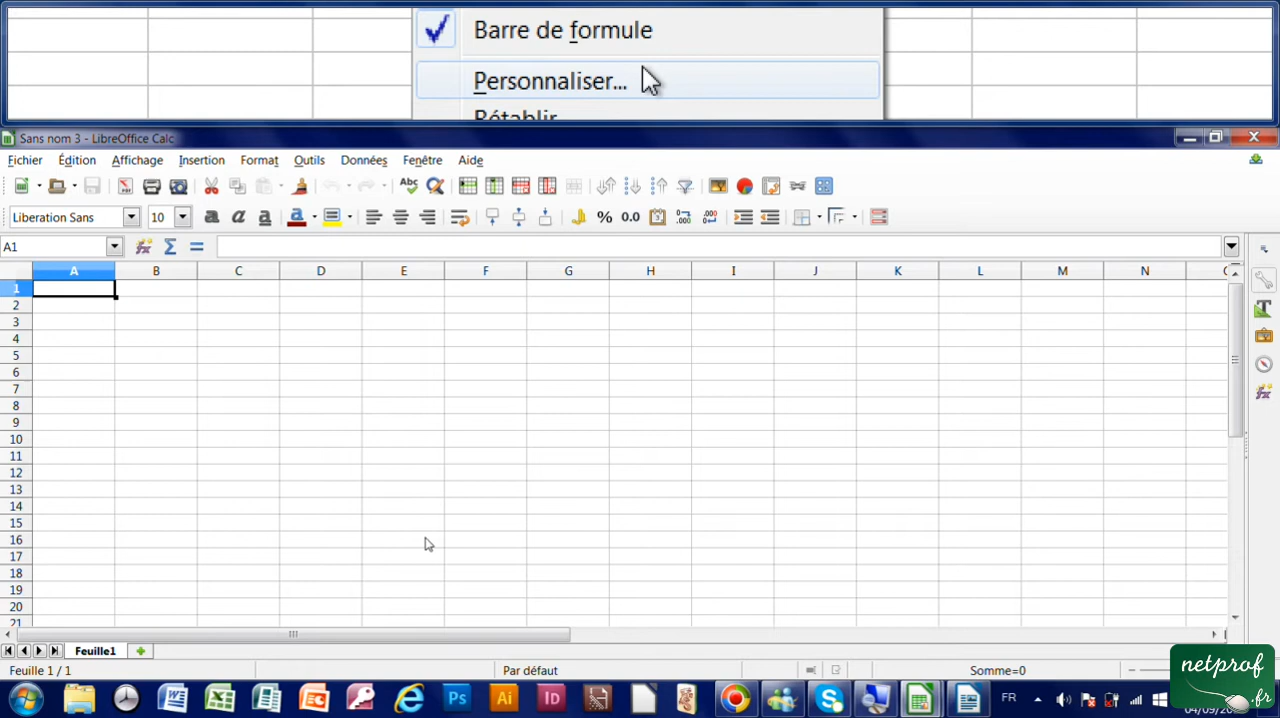 Barre de formule
Personnaliser...
Rétablir
Sans nom 3 - LibreOffice Calc
Fichier Édition Affichage Insertion Format Outils Données Fenêtre Aide
Liberation Sans 10
A1
A B C D E F G H I J K L M N
1
2
3
4
5
6
7
8
9
10
11
12
13
14
15
16
17
18
19
20
21
Feuille1
Feuille 1 / 1 Par défaut Somme=0
FR
netprof
.fr